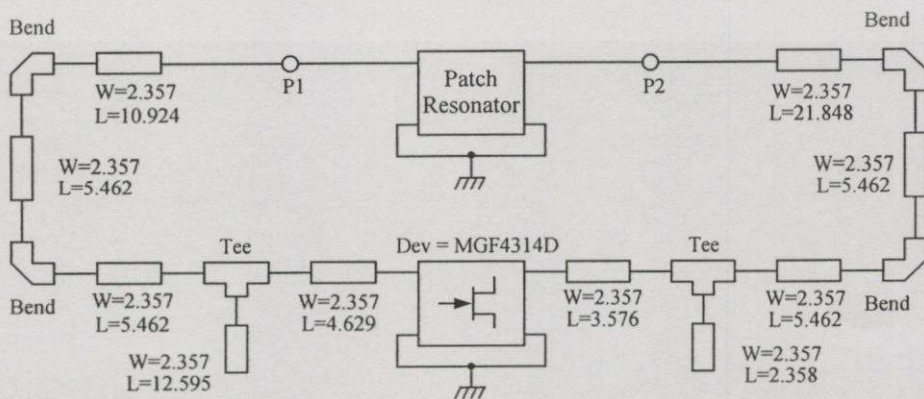 Bend
Bend
P1
Patch
Resonator
P2
W=2.357
L=10.924
W=2.357
L=21.848
W=2.357
L=5.462
W=2.357
L=5.462
Tee
Dev = MGF4314D
Tee
Bend
W=2.357
L=5.462
W=2.357
L=4.629
W=2.357
L=3.576
W=2.357
L=5.462
Bend
W=2.357
L=12.595
W=2.357
L=2.358